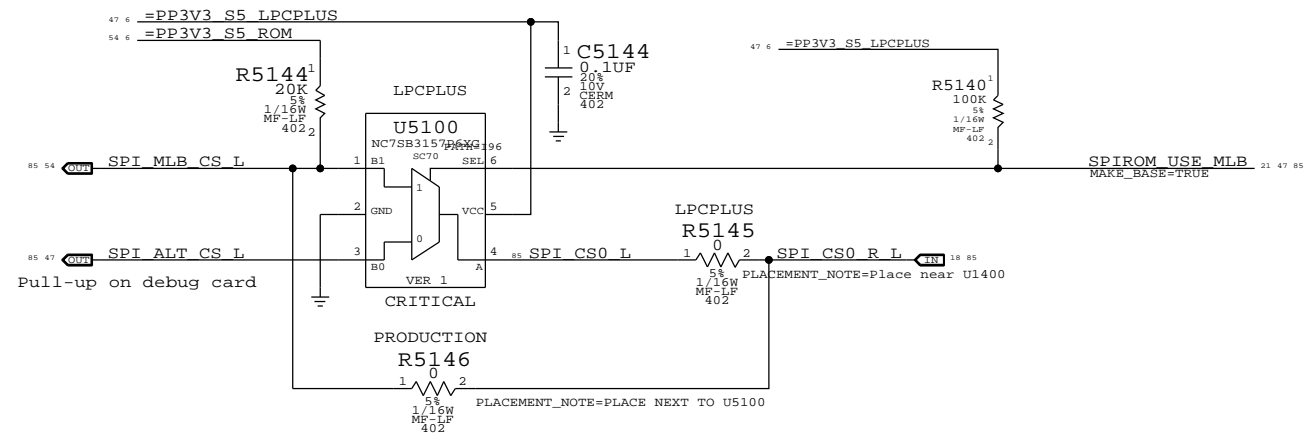 47 6 =PP3V3_S5_LPCPLUS
54 6 =PP3V3_S5_ROM
47 6 =PP3V3_S5_LPCPLUS
1 C5144
0.1UF
20%
10V
2 CERM
402
R5144 1
20K
5%
1/16W
MF-LF
402 2
R5140 1
100K
5%
1/16W
MF-LF
402 2
LPCPLUS
U5100
NC7SB3157P6XG
SC70
85 54 OUT SPI_MLB_CS_L
1 B1
SEL 6
SPIROM_USE_MLB 21 47 85
MAKE_BASE=TRUE
1
2 GND
VCC 5
0
85 47 OUT SPI_ALT_CS_L
3 B0
A 4
VER 1
CRITICAL
Pull-up on debug card
85 SPI_CS0_L
LPCPLUS
R5145
0
1 2
5%
1/16W
MF-LF
402
SPI_CS0_R_L IN 18 85
PLACEMENT_NOTE=Place near U1400
PRODUCTION
R5146
0
1 2
5%
1/16W
MF-LF
402
PLACEMENT_NOTE=PLACE NEXT TO U5100